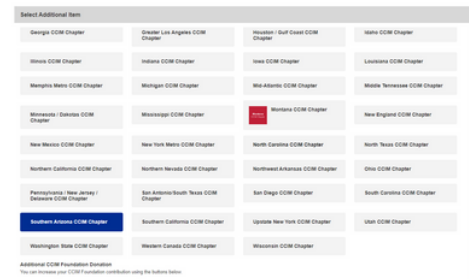 Select Additional Item
Georgia CCIM Chapter
Greater Los Angeles CCIM
Chapter
Houston / Gulf Coast CCIM
Chapter
Idaho CCIM Chapter
Illinois CCIM Chapter
Indiana CCIM Chapter
Iowa CCIM Chapter
Louisiana CCIM Chapter
Memphis Metro CCIM Chapter
Michigan CCIM Chapter
Mid-Atlantic CCIM Chapter
Middle Tennessee CCIM Chapter
Minnesota / Dakotas CCIM
Chapter
Mississippi CCIM Chapter
Montana CCIM Chapter
New England CCIM Chapter
New Mexico CCIM Chapter
New York Metro CCIM Chapter
North Carolina CCIM Chapter
North Texas CCIM Chapter
Northern California CCIM Chapter
Northern Nevada CCIM Chapter
Northwest Arkansas CCIM Chapter
Ohio CCIM Chapter
Pennsylvania / New Jersey /
Delaware CCIM Chapter
San Antonio/South Texas CCIM
Chapter
San Diego CCIM Chapter
South Carolina CCIM Chapter
Southern Arizona CCIM Chapter
Southern California CCIM Chapter
Upstate New York CCIM Chapter
Utah CCIM Chapter
Washington State CCIM Chapter
Western Canada CCIM Chapter
Wisconsin CCIM Chapter
Additional CCIM Foundation Donation
You can increase your CCIM Foundation contribution using the buttons below